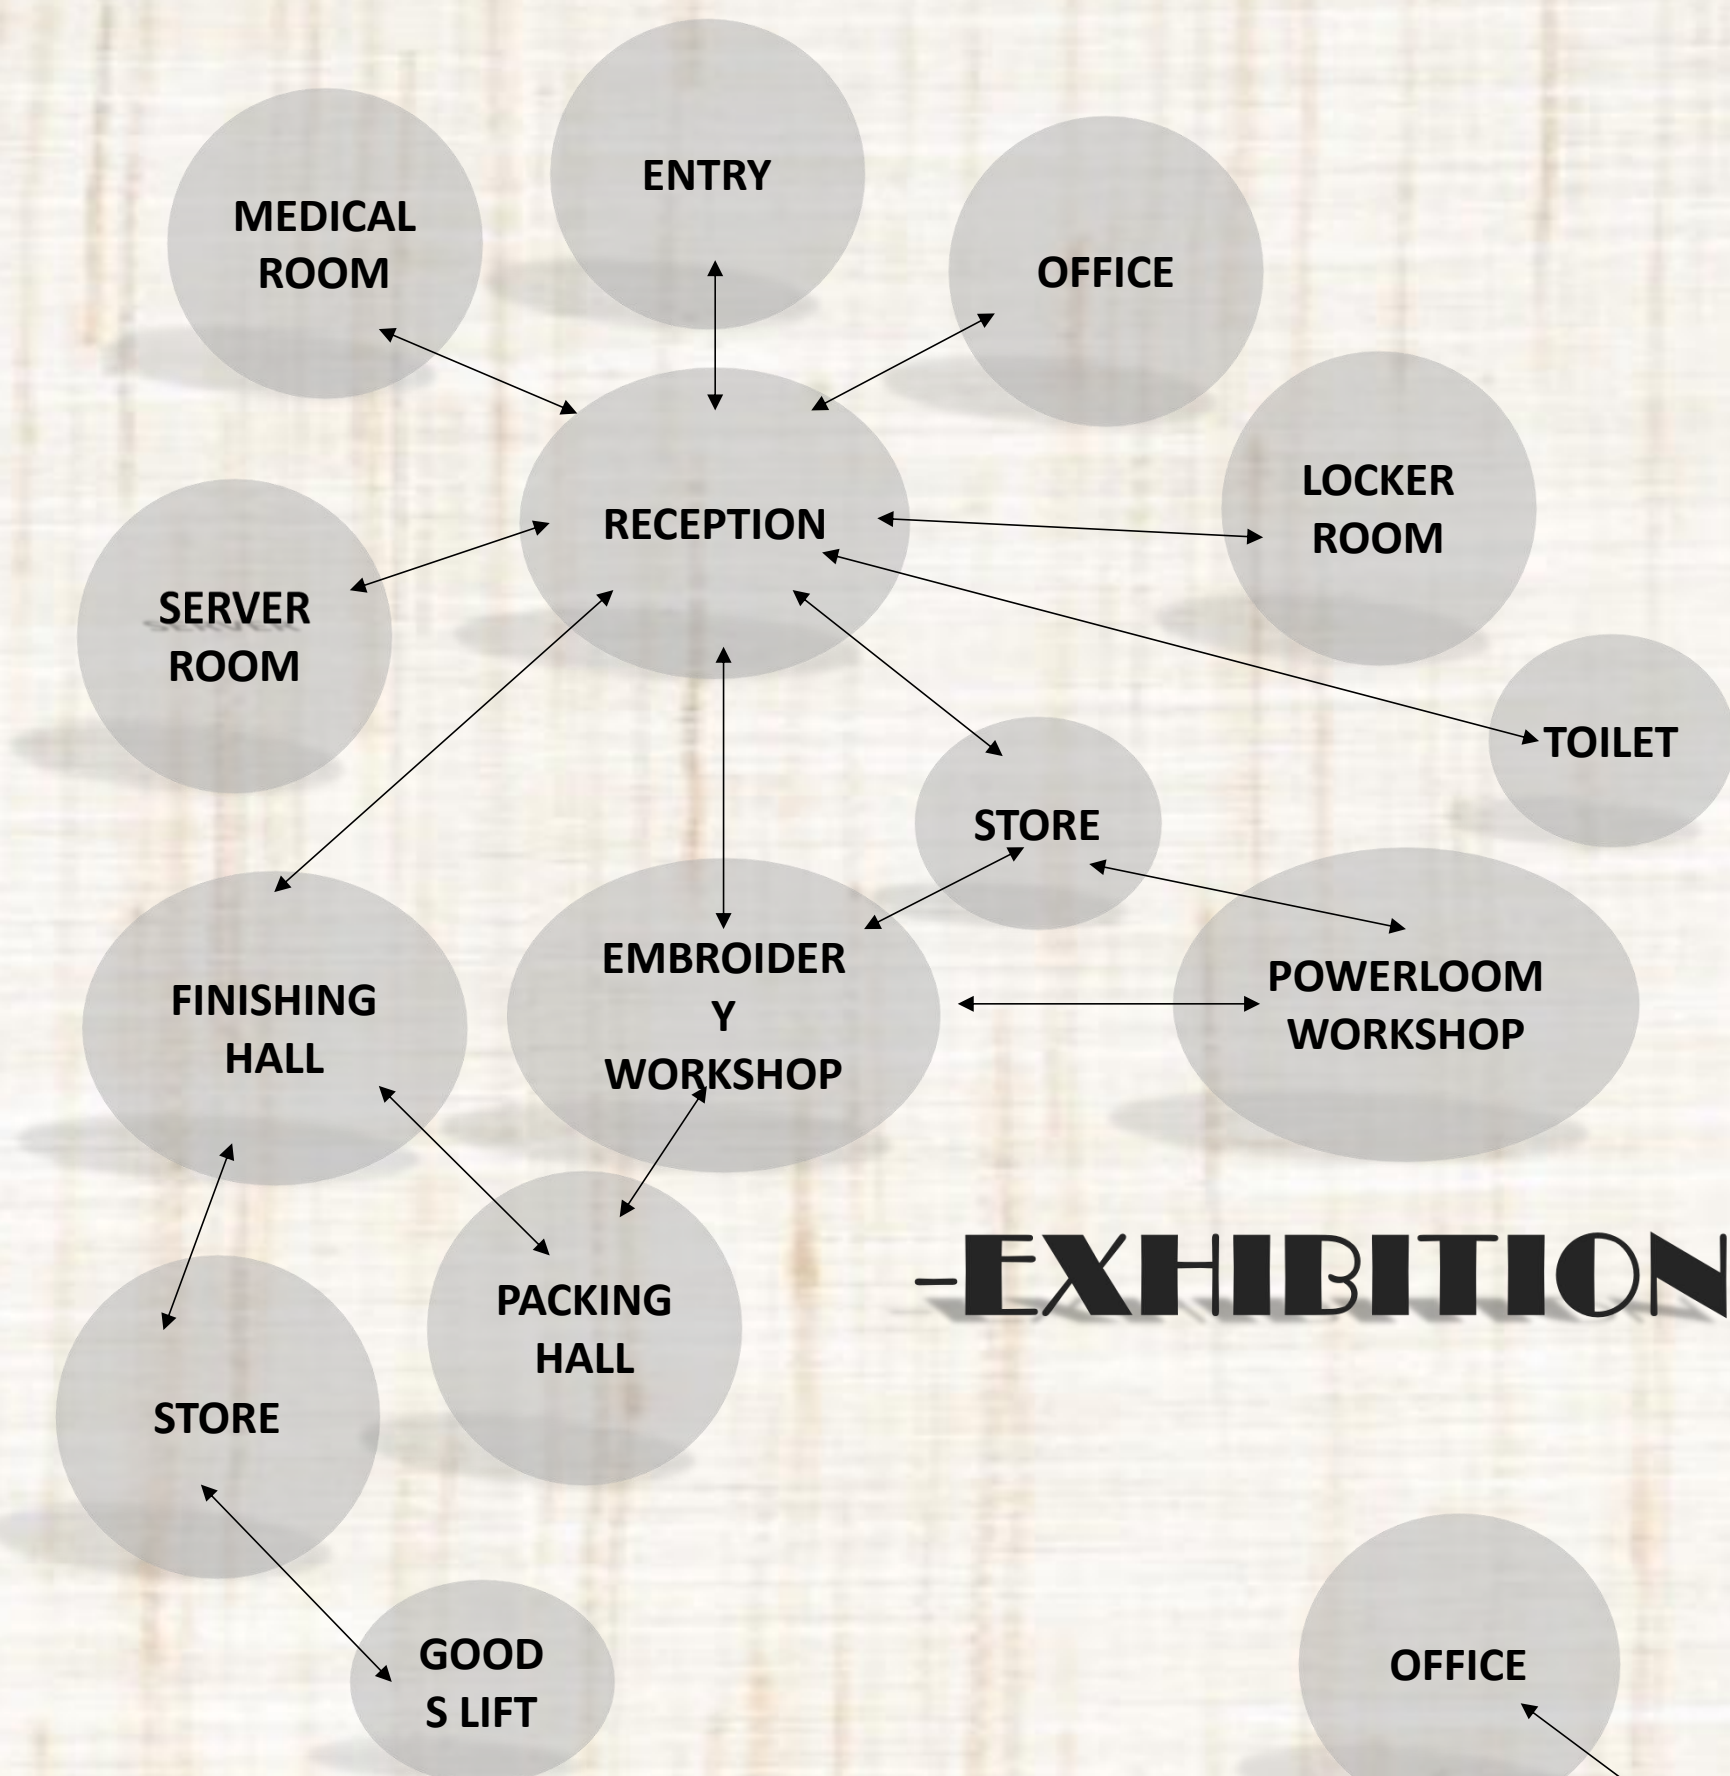 ENTRY
MEDICAL
ROOM
OFFICE
LOCKER
ROOM
RECEPTION
SERVER
ROOM
TOILET
STORE
EMBROIDER
Y
WORKSHOP
POWERLOOM
WORKSHOP
FINISHING
HALL
-EXHIBITION
PACKING
HALL
STORE
GOOD
S LIFT
OFFICE